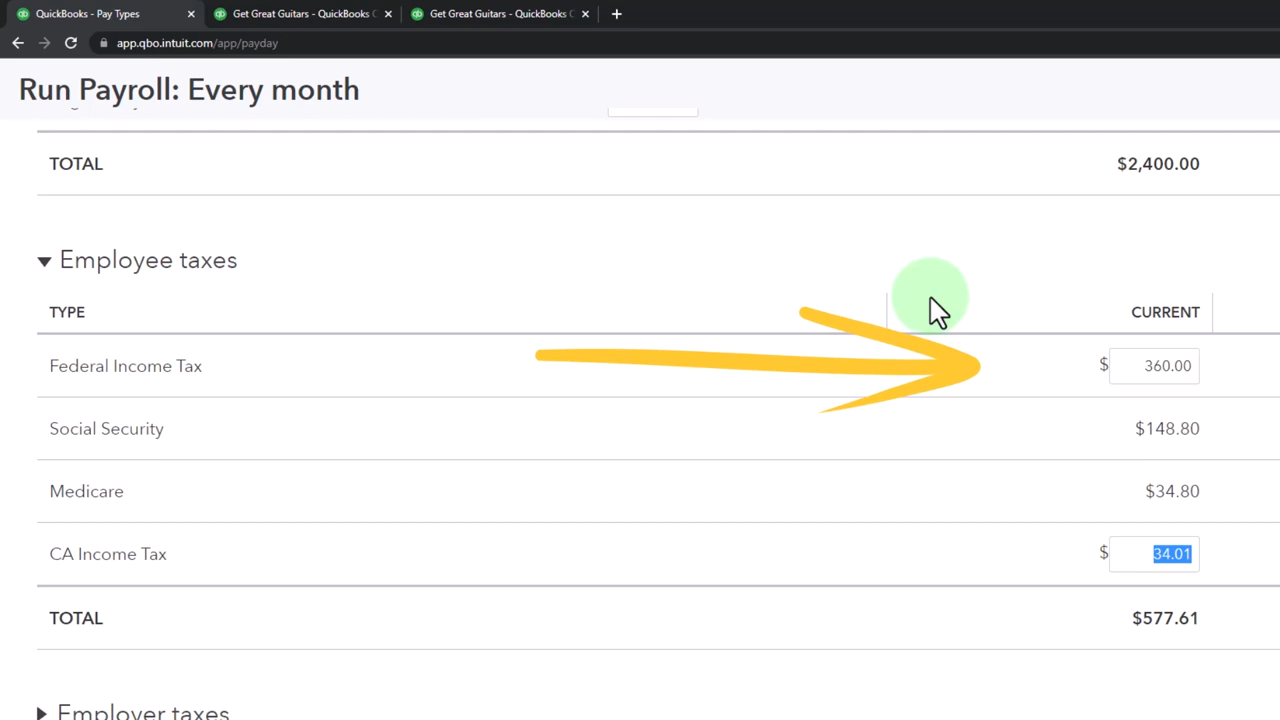 QuickBooks - Pay Types
Get Great Guitars - QuickBooks
Get Great Guitars - QuickBooks
app.qbo.intuit.com/app/payday
Run Payroll: Every month
TOTAL $2,400.00
Employee taxes
TYPE CURRENT
Federal Income Tax $ 360.00
Social Security $148.80
Medicare $34.80
CA Income Tax $ 34.01
TOTAL $577.61
Employer taxes